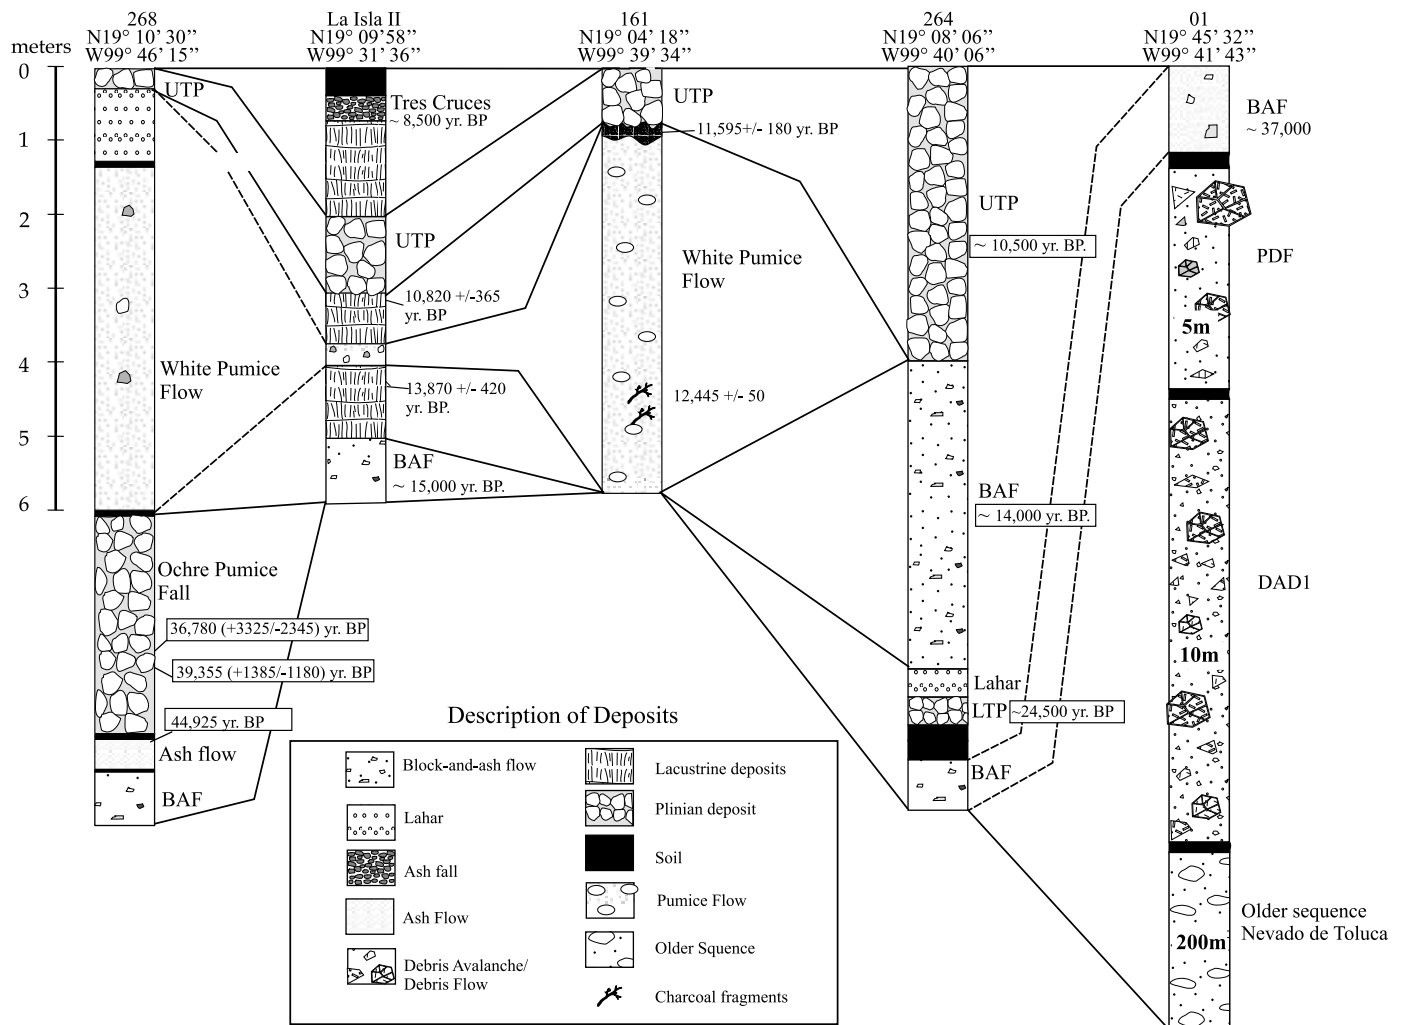 268
N19° 10' 30”
W99° 46' 15”
La Isla II
N19° 09'58”
W99° 31' 36”
161
N19° 04' 18”
W99° 39' 34”
264
N19° 08' 06”
W99° 40' 06”
01
N19° 45' 32”
W99° 41' 43”
meters
0
1
2
3
4
5
6
UTP
White Pumice
Flow
Ochre Pumice
Fall
36,780 (+3325/-2345) yr. BP
39,355 (+1385/-1180) yr. BP
44,925 yr. BP
Ash flow
BAF
Tres Cruces
~ 8,500 yr. BP
UTP
10,820 +/-365
yr. BP
13,870 +/- 420
yr. BP.
BAF
~ 15,000 yr. BP.
UTP
11,595+/- 180 yr. BP
White Pumice
Flow
12,445 +/- 50
UTP
~ 10,500 yr. BP.
BAF
~ 14,000 yr. BP.
Lahar
LTP
~24,500 yr. BP
BAF
BAF
~ 37,000
PDF
5m
DAD1
10m
Older sequence
Nevado de Toluca
200m
Description of Deposits
Block-and-ash flow
Lahar
Ash fall
Ash Flow
Debris Avalanche/
Debris Flow
Lacustrine deposits
Plinian deposit
Soil
Pumice Flow
Older Squence
Charcoal fragments